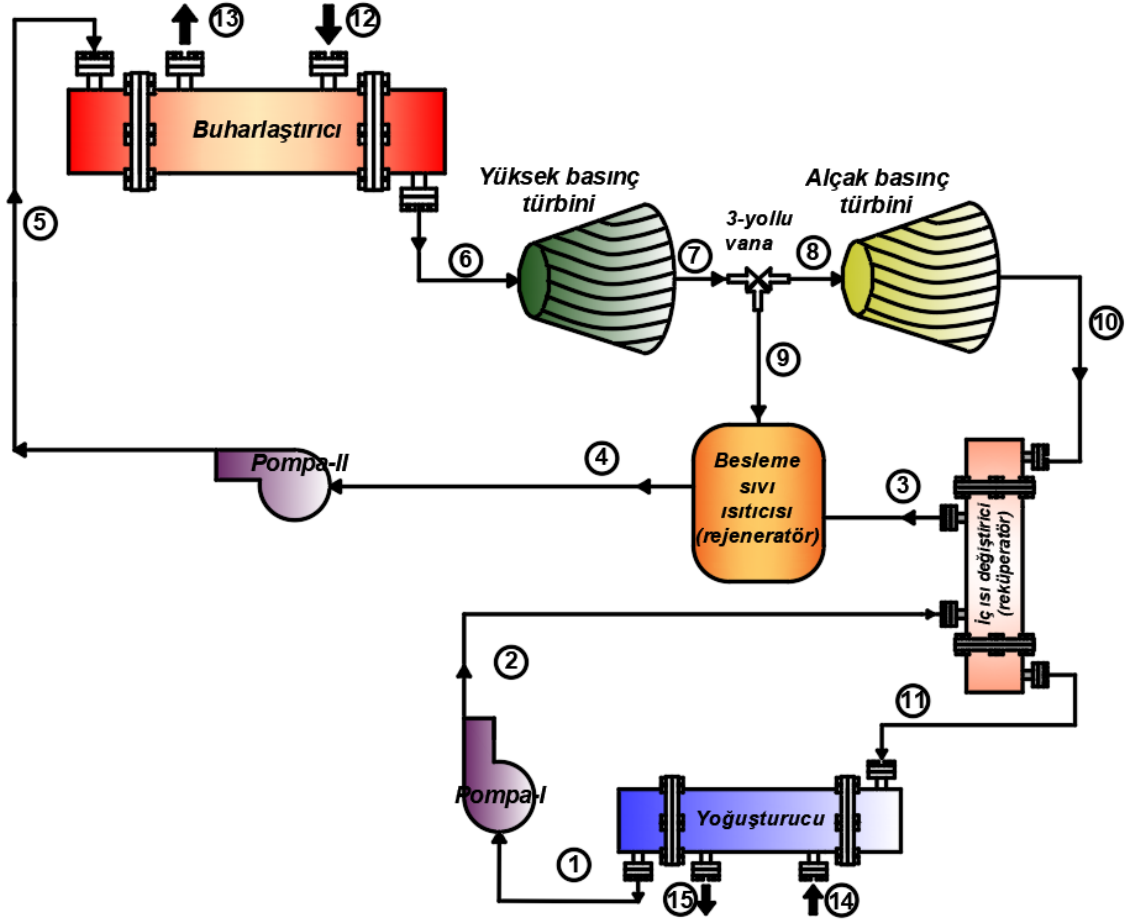 13
12
Buharlaştırıcı
5
6
Yüksek basınç
türbini
7
3-yollu
vana
8
Alçak basınç
türbini
10
9
Pompa-II
4
Besleme
sıvı
ısıtıcısı
(rejeneratör)
3
İç ısı değiştirici
(reküperatör)
2
11
Pompa-I
Yoğuşturucu
1
15
14